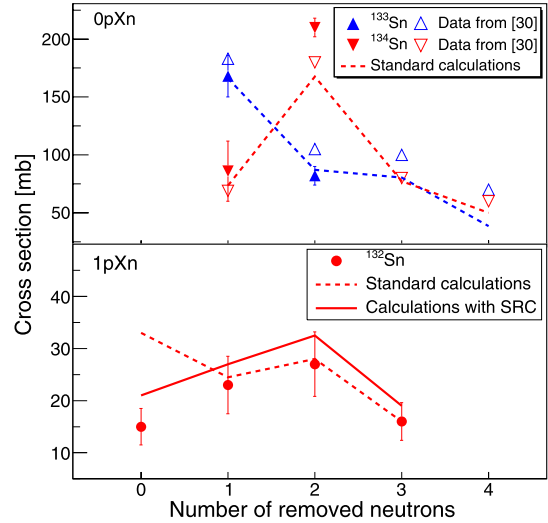 0pXn
¹³³Sn Data from [30]
¹³⁴Sn Data from [30]
Standard calculations
200
150
100
50
Cross section [mb]
1pXn
¹³²Sn
Standard calculations
Calculations with SRC
40
30
20
10
0 1 2 3 4
Number of removed neutrons